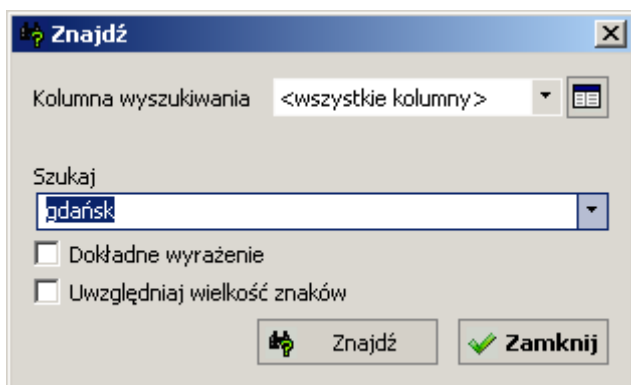 Znajdź
Kolumna wyszukiwania <wszystkie kolumny>
Szukaj
gdańsk
Dokładne wyrażenie
Uwzględniaj wielkość znaków
Znajdź Zamknij